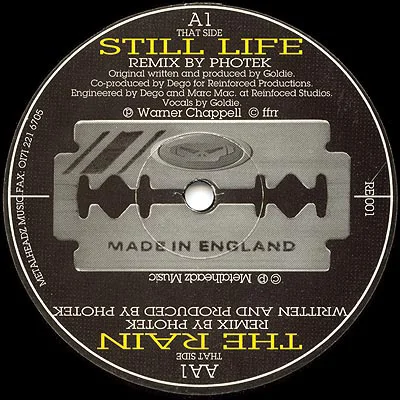 A1
THAT SIDE
STILL LIFE
REMIX BY PHOTEK
Original written and produced by Goldie.
Co-produced by Dego for Reinforced Productions.
Engineered by Dego and Marc Mac. at Reinfoced Studios.
Vocals by Goldie.
℗ Warner Chappell © ffrr
METALHEADZ MUSIC.FAX: 0171 221 6705
RE 001
MADE IN ENGLAND
© ℗ Metalheadz Music
AA1
THAT SIDE
THE RAIN
REMIX BY PHOTEK
WRITTEN AND PRODUCED BY PHOTEK